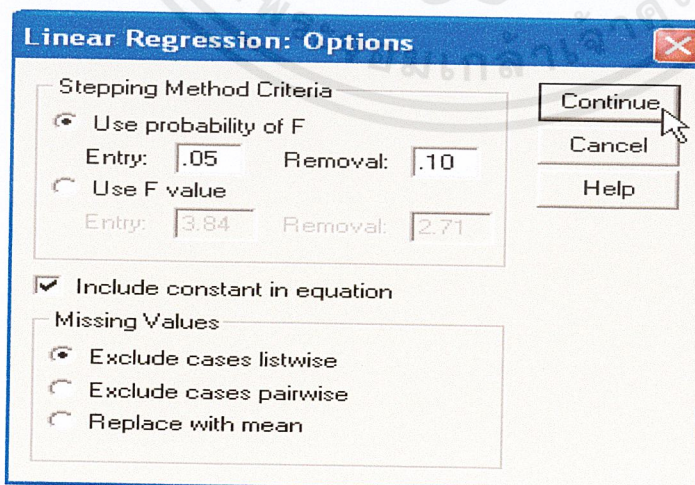 Linear Regression: Options
Stepping Method Criteria
Use probability of F
Entry: .05 Removal: .10
Use F value
Entry: 3.84 Removal: 2.71
Include constant in equation
Missing Values
Exclude cases listwise
Exclude cases pairwise
Replace with mean
Continue
Cancel
Help